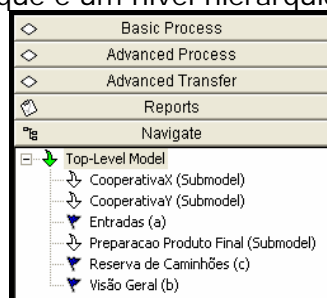 que é um nível hierárqui
Basic Process
Advanced Process
Advanced Transfer
Reports
Navigate
Top-Level Model
CooperativaX (Submodel)
CooperativaY (Submodel)
Entradas (a)
Preparacao Produto Final (Submodel)
Reserva de Caminhões (c)
Visão Geral (b)